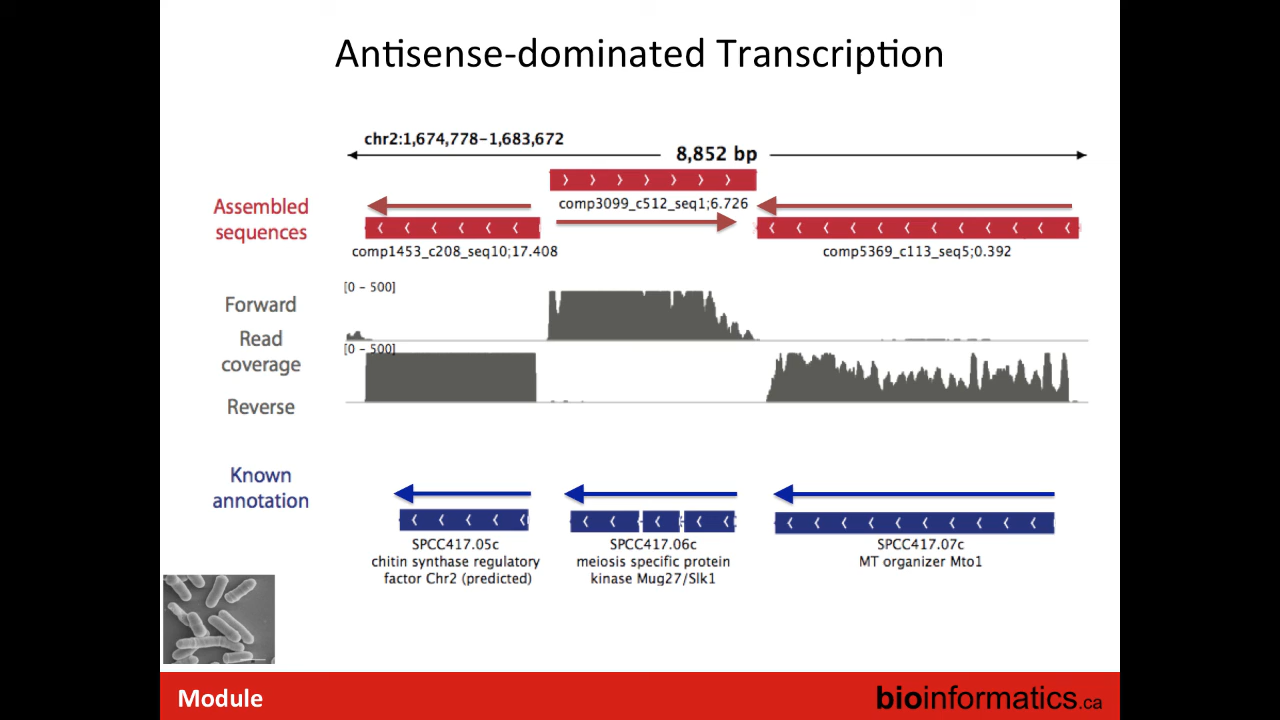 Antisense-dominated Transcription
chr2:1,674,778-1,683,672
8,852 bp
Assembled
sequences
comp3099_c512_seq1;6.726
comp1453_c208_seq10;17.408
comp5369_c113_seq5;0.392
[0 - 500]
Forward
Read
coverage
[0 - 500]
Reverse
Known
annotation
SPCC417.05c
chitin synthase regulatory
factor Chr2 (predicted)
SPCC417.06c
meiosis specific protein
kinase Mug27/Slk1
SPCC417.07c
MT organizer Mto1
Module
bioinformatics.ca